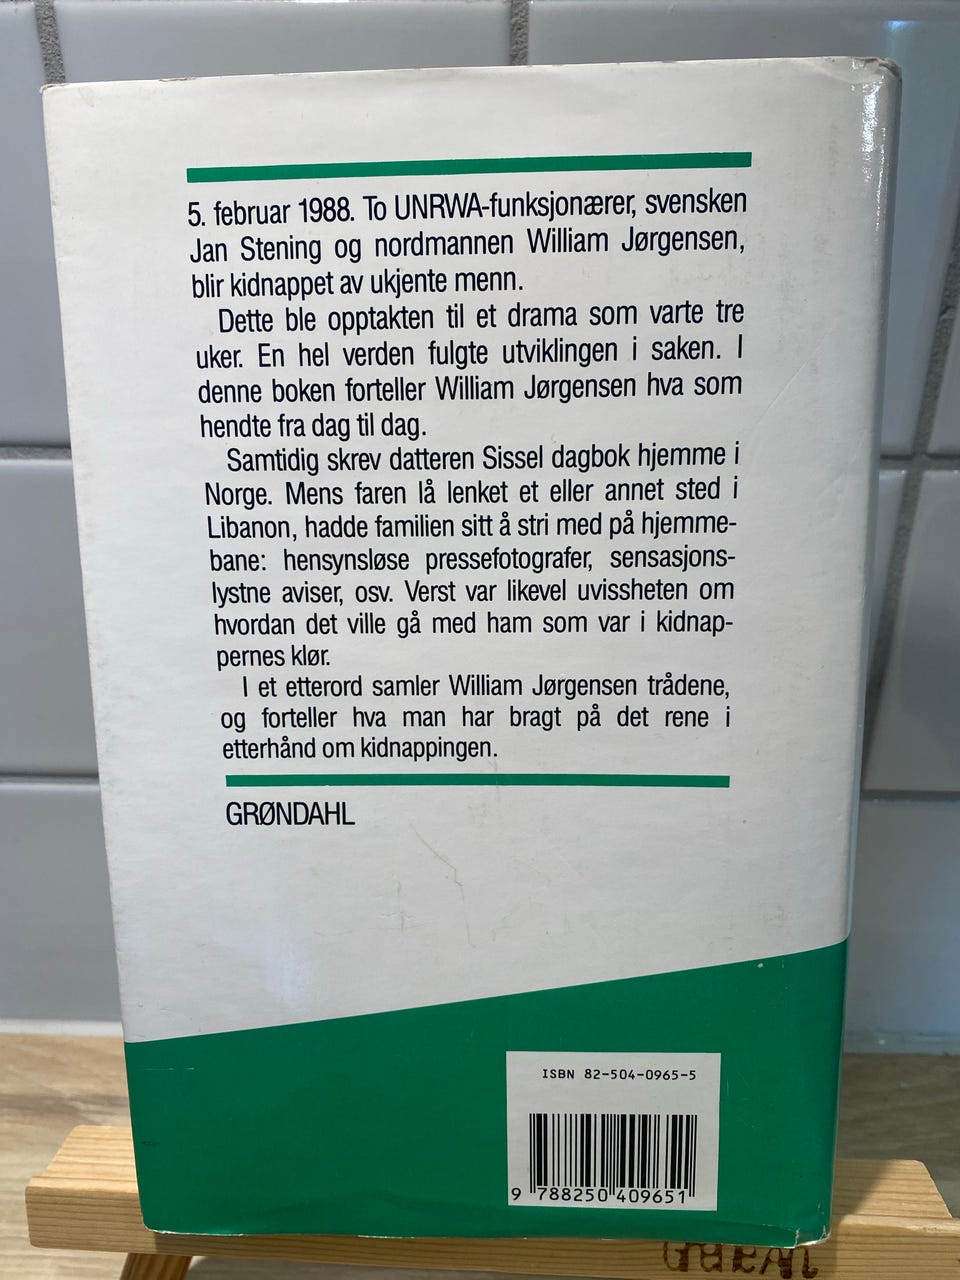 5. februar 1988. To UNRWA-funksjonærer, svensken
Jan Stening og nordmannen William Jørgensen,
blir kidnappet av ukjente menn.
Dette ble opptakten til et drama som varte tre
uker. En hel verden fulgte utviklingen i saken. I
denne boken forteller William Jørgensen hva som
hendte fra dag til dag.
Samtidig skrev datteren Sissel dagbok hjemme i
Norge. Mens faren lå lenket et eller annet sted i
Libanon, hadde familien sitt å stri med på hjemme-
bane: hensynsløse pressefotografer, sensasjons-
lystne aviser, osv. Verst var likevel uvissheten om
hvordan det ville gå med ham som var i kidnap-
pernes klør.
I et etterord samler William Jørgensen trådene,
og forteller hva man har bragt på det rene i
etterhånd om kidnappingen.
GRØNDAHL
ISBN 82-504-0965-5
9 788250 409651